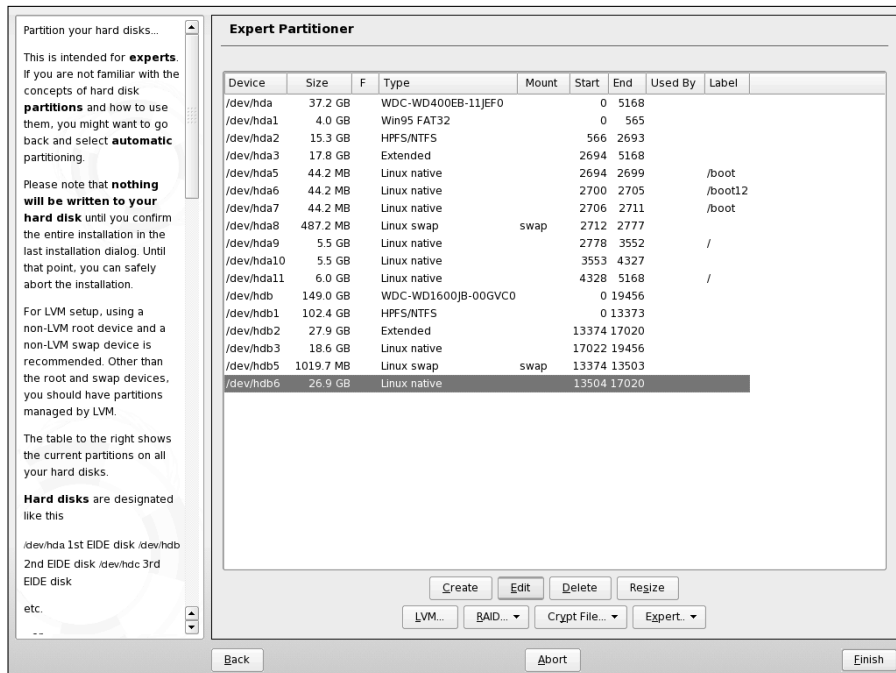 Partition your hard disks...
This is intended for experts.
If you are not familiar with the
concepts of hard disk
partitions and how to use
them, you might want to go
back and select automatic
partitioning.
Please note that nothing
will be written to your
hard disk until you confirm
the entire installation in the
last installation dialog. Until
that point, you can safely
abort the installation.
For LVM setup, using a
non-LVM root device and a
non-LVM swap device is
recommended. Other than
the root and swap devices,
you should have partitions
managed by LVM.
The table to the right shows
the current partitions on all
your hard disks.
Hard disks are designated
like this
/dev/hda 1st EIDE disk /dev/hdb
2nd EIDE disk /dev/hdc 3rd
EIDE disk
etc.
Expert Partitioner
Device Size F Type Mount Start End Used By Label
/dev/hda 37.2 GB WDC-WD400EB-11JEF0 0 5168
/dev/hda1 4.0 GB Win95 FAT32 0 565
/dev/hda2 15.3 GB HPFS/NTFS 566 2693
/dev/hda3 17.8 GB Extended 2694 5168
/dev/hda5 44.2 MB Linux native 2694 2699 /boot
/dev/hda6 44.2 MB Linux native 2700 2705 /boot12
/dev/hda7 44.2 MB Linux native 2706 2711 /boot
/dev/hda8 487.2 MB Linux swap swap 2712 2777
/dev/hda9 5.5 GB Linux native 2778 3552 /
/dev/hda10 5.5 GB Linux native 3553 4327
/dev/hda11 6.0 GB Linux native 4328 5168 /
/dev/hdb 149.0 GB WDC-WD1600JB-00GVC0 0 19456
/dev/hdb1 102.4 GB HPFS/NTFS 0 13373
/dev/hdb2 27.9 GB Extended 13374 17020
/dev/hdb3 18.6 GB Linux native 17022 19456
/dev/hdb5 1019.7 MB Linux swap swap 13374 13503
/dev/hdb6 26.9 GB Linux native 13504 17020
Create Edit Delete Resize
LVM... RAID... Crypt File... Expert..
Back Abort Finish